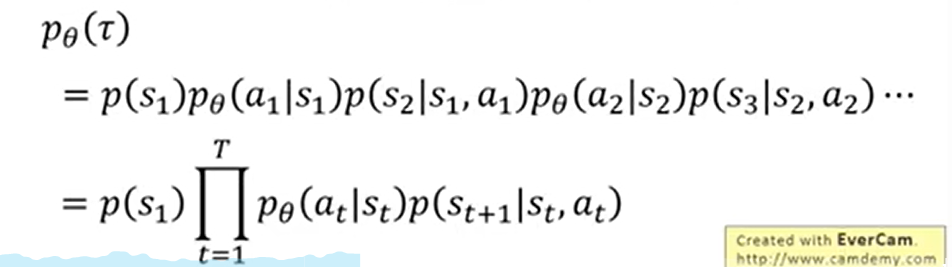 pθ(τ)
= p(s₁)pθ(a₁|s₁)p(s₂|s₁, a₁)pθ(a₂|s₂)p(s₃|s₂, a₂) ⋯
= p(s₁) ∏ₜ₌₁ᵀ pθ(aₜ|sₜ)p(sₜ₊₁|sₜ, aₜ)
Created with EverCam.
http://www.camdemy.com